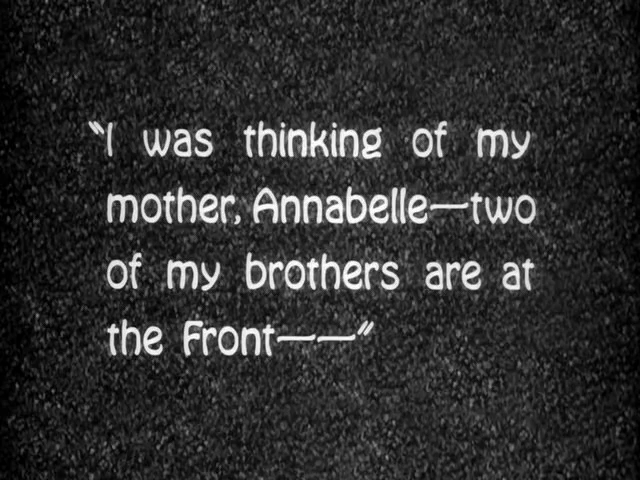 "I was thinking of my
mother, Annabelle—two
of my brothers are at
the Front——"